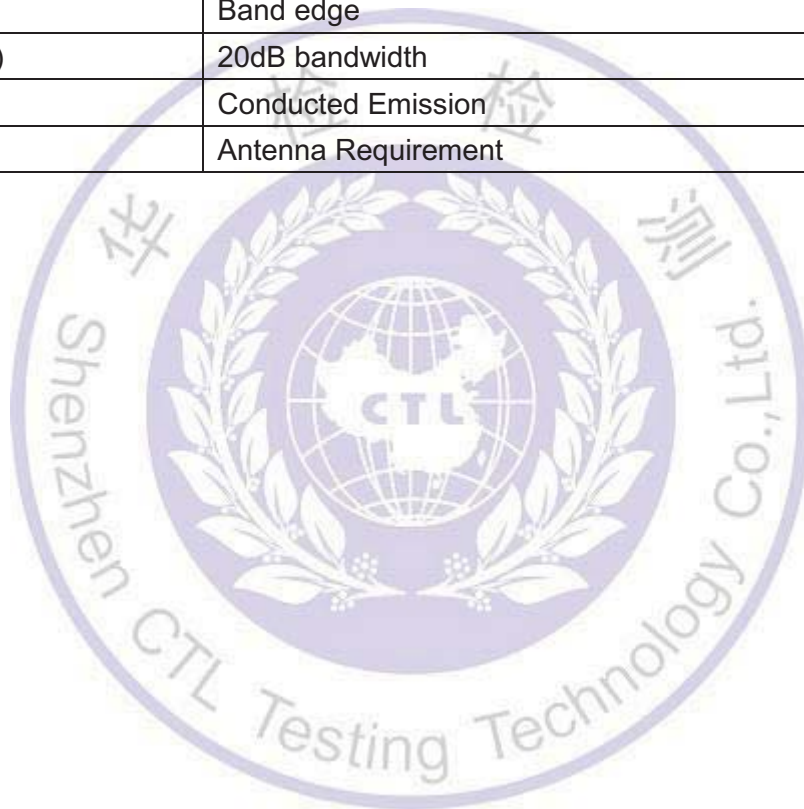 Band edge
) 20dB bandwidth
Conducted Emission
Antenna Requirement
华 检 检 测
CTL
Shenzhen CTL Testing Technology Co.,Ltd.